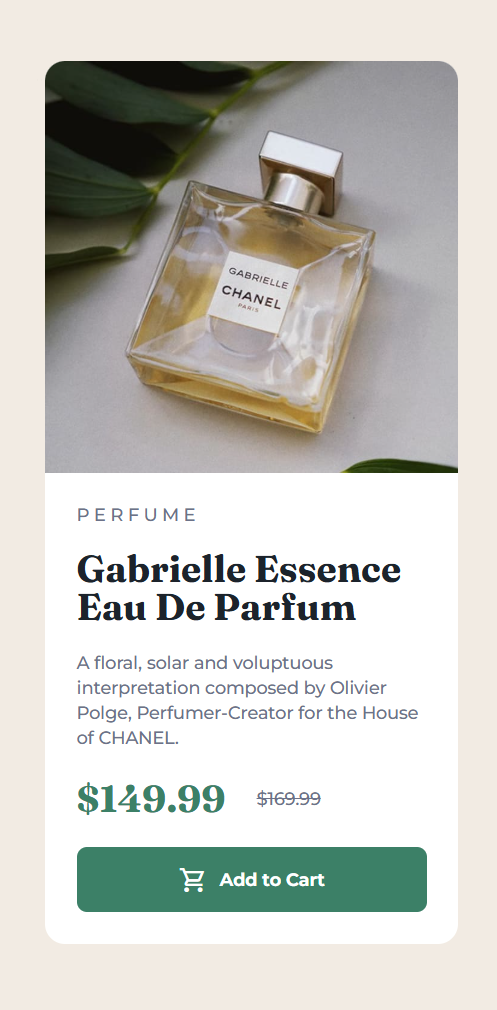 GABRIELLE
CHANEL
PARIS
PERFUME
Gabrielle Essence
Eau De Parfum
A floral, solar and voluptuous
interpretation composed by Olivier
Polge, Perfumer-Creator for the House
of CHANEL.
$149.99 $169.99
Add to Cart